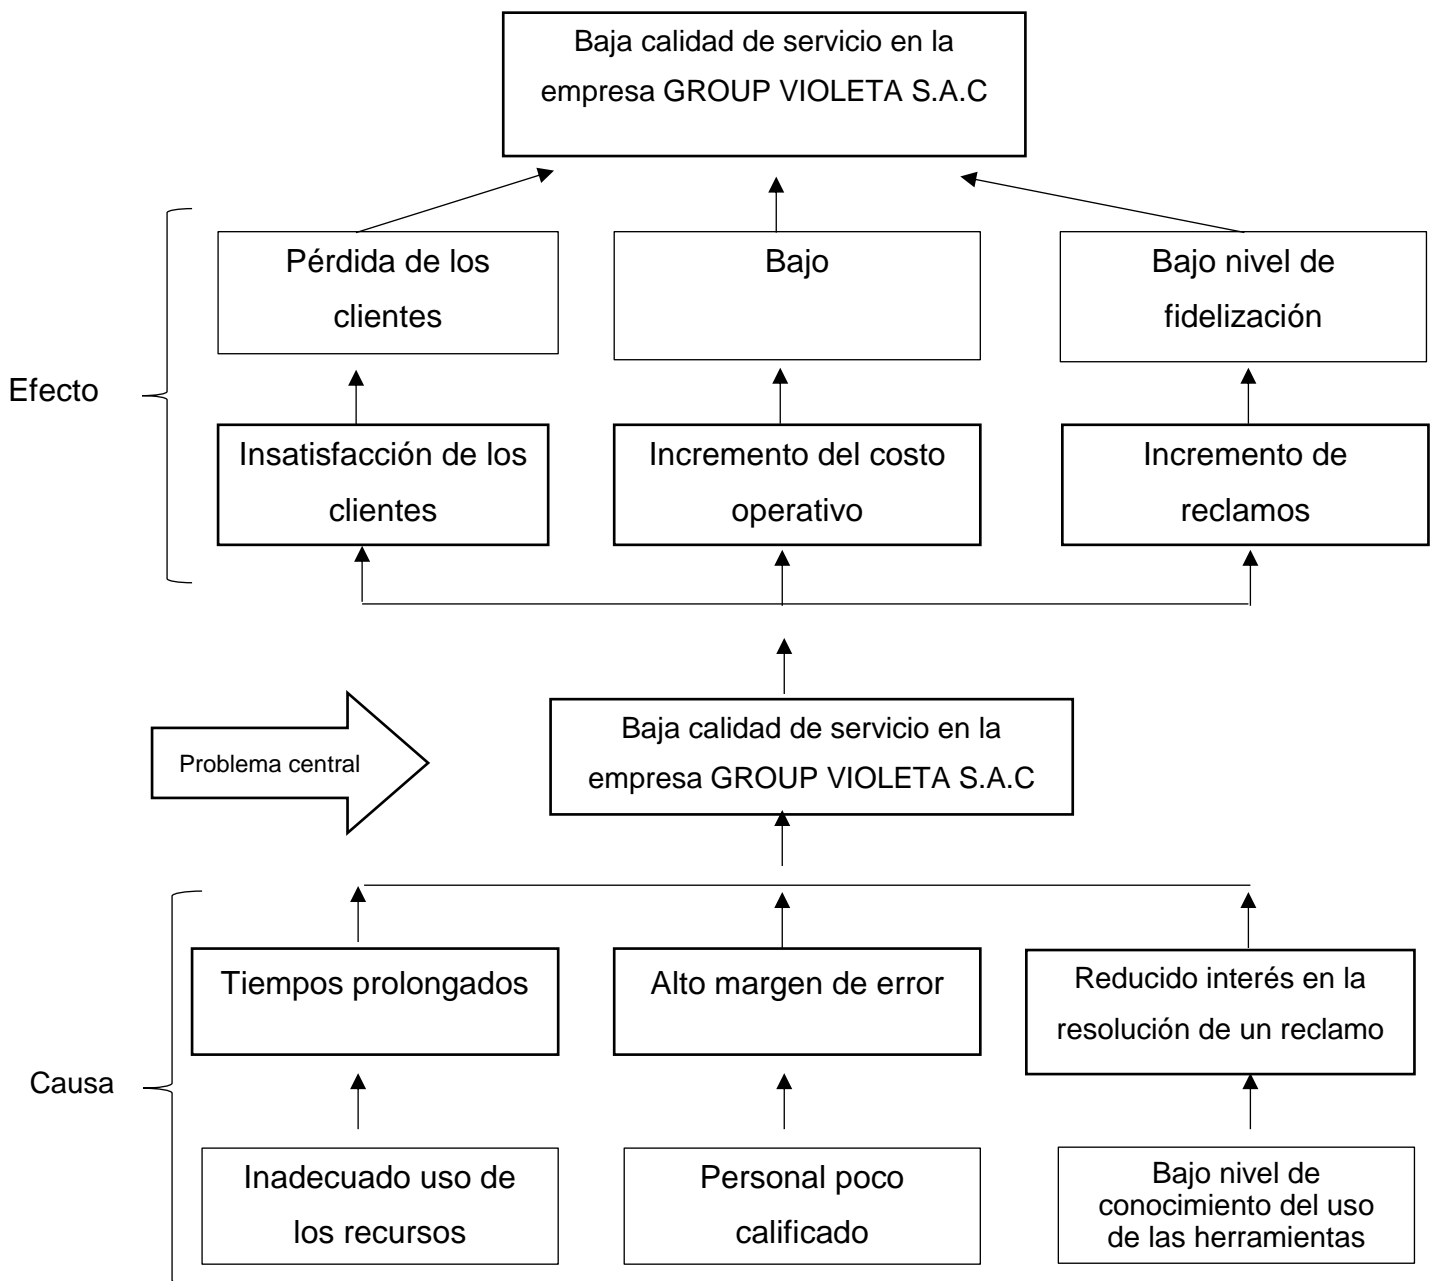 Baja calidad de servicio en la
empresa GROUP VIOLETA S.A.C
Pérdida de los
clientes
Bajo
Bajo nivel de
fidelización
Efecto
Insatisfacción de los
clientes
Incremento del costo
operativo
Incremento de
reclamos
Problema central
Baja calidad de servicio en la
empresa GROUP VIOLETA S.A.C
Tiempos prolongados
Alto margen de error
Reducido interés en la
resolución de un reclamo
Causa
Inadecuado uso de
los recursos
Personal poco
calificado
Bajo nivel de
conocimiento del uso
de las herramientas